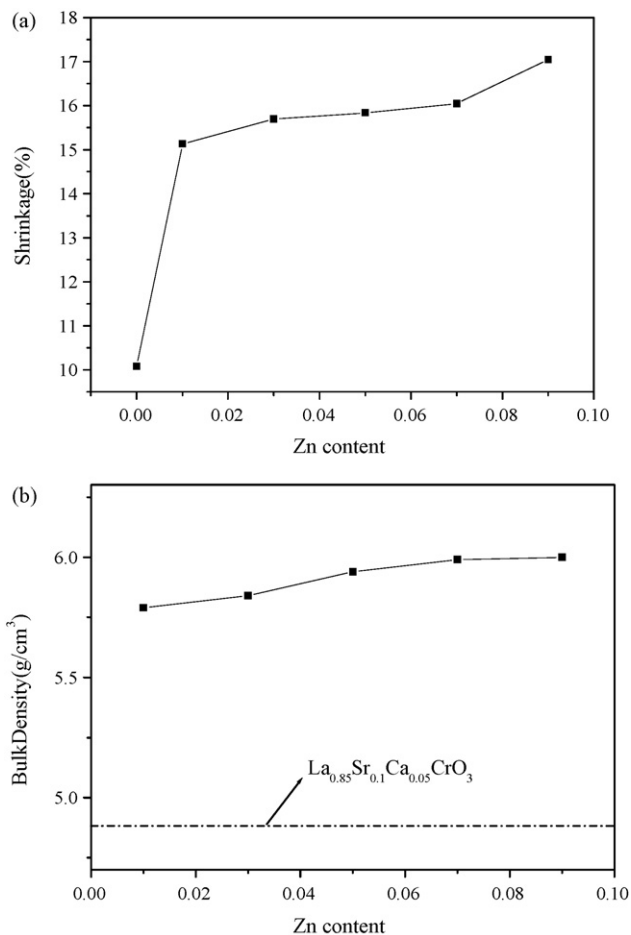 (a)
18
17
16
15
14
13
12
11
10
Shrinkage(%)
0.00 0.02 0.04 0.06 0.08 0.10
Zn content
(b)
6.0
5.5
5.0
BulkDensity(g/cm³)
La₀.₈₅Sr₀.₁Ca₀.₀₅CrO₃
0.00 0.02 0.04 0.06 0.08 0.10
Zn content